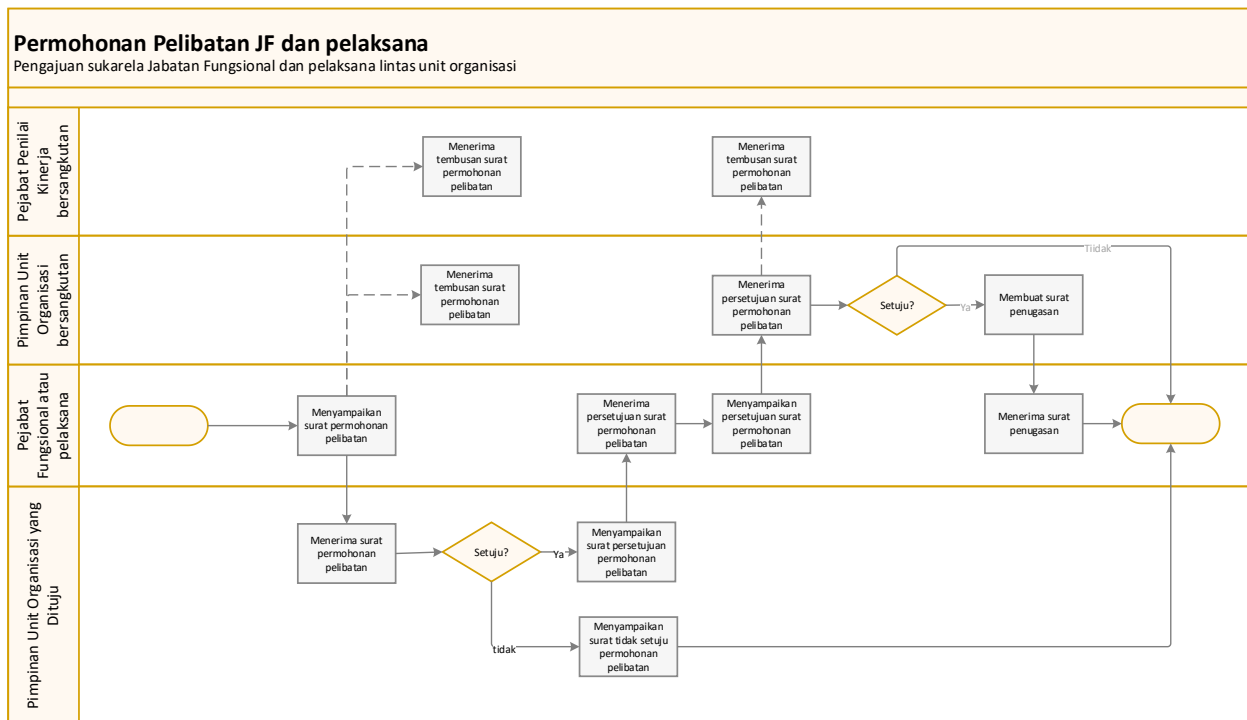 Permohonan Pelibatan JF dan pelaksana
Pengajuan sukarela Jabatan Fungsional dan pelaksana lintas unit organisasi
Pejabat Penilai
Kinerja
bersangkutan
Menerima
tembusan surat
permohonan
pelibatan
Menerima
tembusan surat
permohonan
pelibatan
Pimpinan Unit
Organisasi
bersangkutan
Menerima
tembusan surat
permohonan
pelibatan
Menerima
persetujuan surat
permohonan
pelibatan
Setuju?
Ya
Tiidak
Membuat surat
penugasan
Pejabat
Fungsional atau
pelaksana
Menyampaikan
surat permohonan
pelibatan
Menerima
persetujuan surat
permohonan
pelibatan
Menyampaikan
persetujuan surat
permohonan
pelibatan
Menerima surat
penugasan
Pimpinan Unit Organisasi yang
Dituju
Menerima surat
permohonan
pelibatan
Setuju?
Ya
Menyampaikan
surat persetujuan
permohonan
pelibatan
tidak
Menyampaikan
surat tidak setuju
permohonan
pelibatan